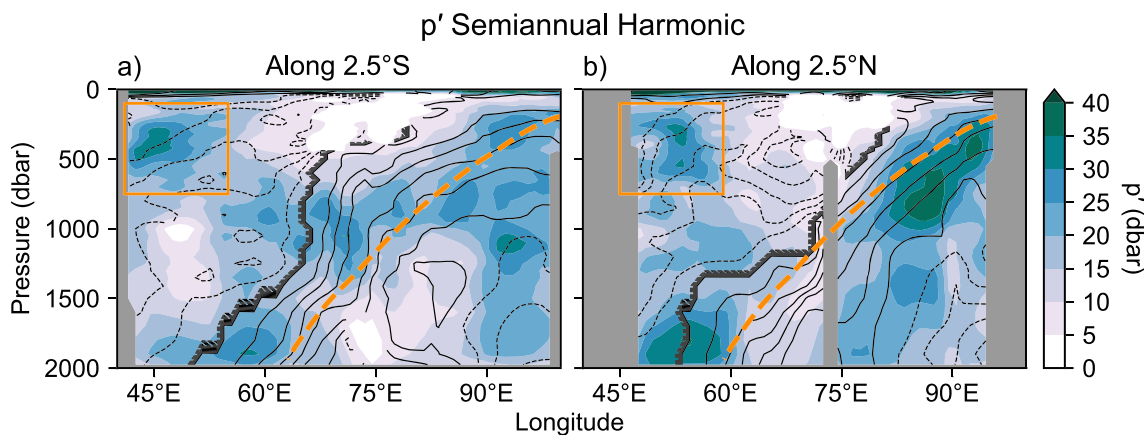 p′ Semiannual Harmonic
a) Along 2.5°S
b) Along 2.5°N
Pressure (dbar)
0
500
1000
1500
2000
45°E 60°E 75°E 90°E
45°E 60°E 75°E 90°E
Longitude
40
35
30
25
20
15
10
5
0
p′ (dbar)